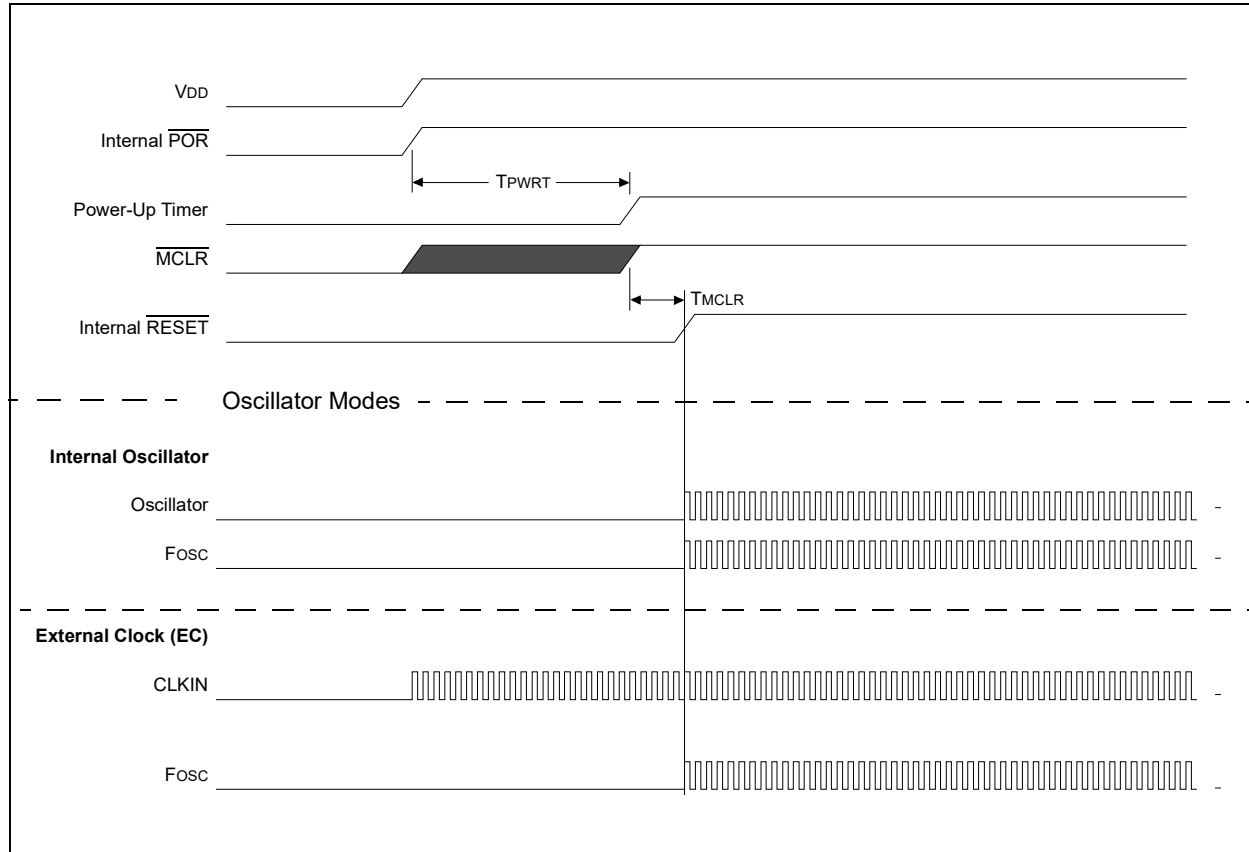 VDD
Internal POR
TPWRT
Power-Up Timer
MCLR
TMCLR
Internal RESET
Oscillator Modes
Internal Oscillator
Oscillator
FOSC
External Clock (EC)
CLKIN
FOSC